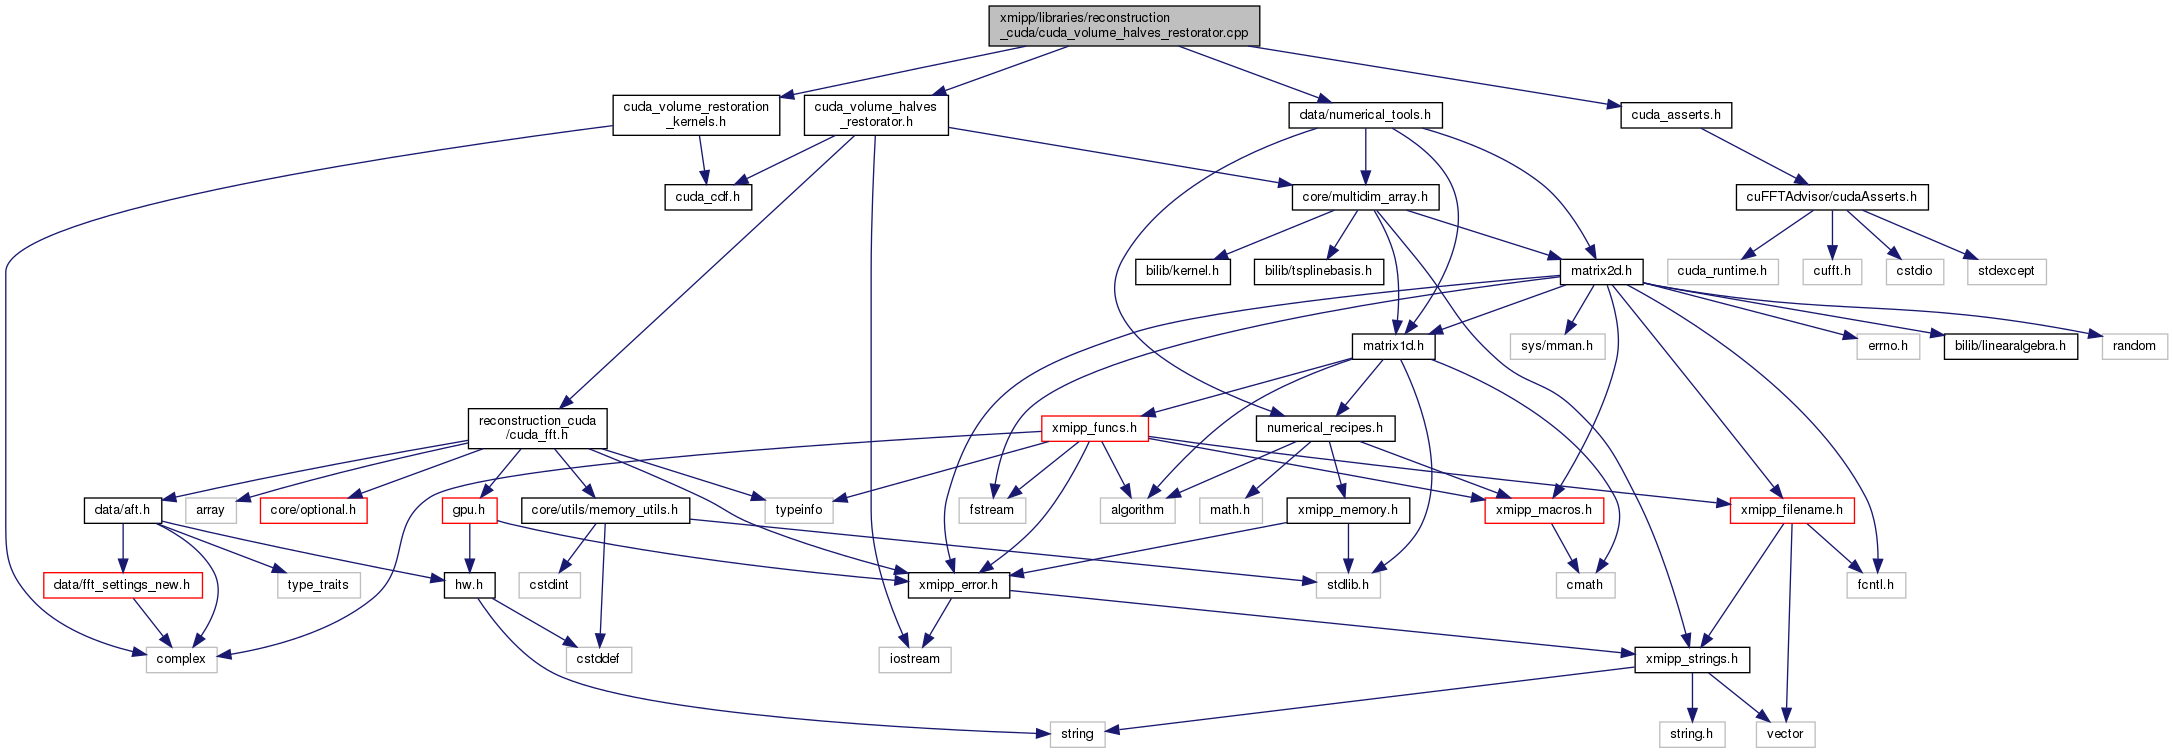 xmipp/libraries/reconstruction
_cuda/cuda_volume_halves_restorator.cpp
cuda_volume_restoration
_kernels.h
cuda_volume_halves
_restorator.h
data/numerical_tools.h
cuda_asserts.h
cuda_cdf.h
core/multidim_array.h
cuFFTAdvisor/cudaAsserts.h
bilib/kernel.h
bilib/tsplinebasis.h
matrix2d.h
cuda_runtime.h
cufft.h
cstdio
stdexcept
matrix1d.h
sys/mman.h
errno.h
bilib/linearalgebra.h
random
reconstruction_cuda
/cuda_fft.h
xmipp_funcs.h
numerical_recipes.h
data/aft.h
array
core/optional.h
gpu.h
core/utils/memory_utils.h
typeinfo
fstream
algorithm
math.h
xmipp_memory.h
xmipp_macros.h
xmipp_filename.h
data/fft_settings_new.h
type_traits
hw.h
cstdint
xmipp_error.h
stdlib.h
cmath
fcntl.h
complex
cstddef
iostream
xmipp_strings.h
string
string.h
vector